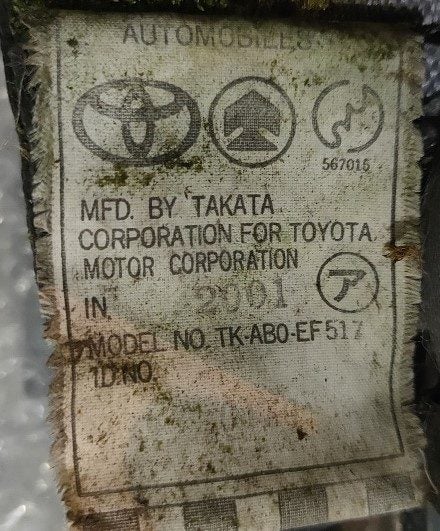 AUTOMOBILES
567015
MFD. BY TAKATA
CORPORATION FOR TOYOTA
MOTOR CORPORATION
ア
IN 2001
MODEL NO. TK-AB0-EF517
ID.NO.